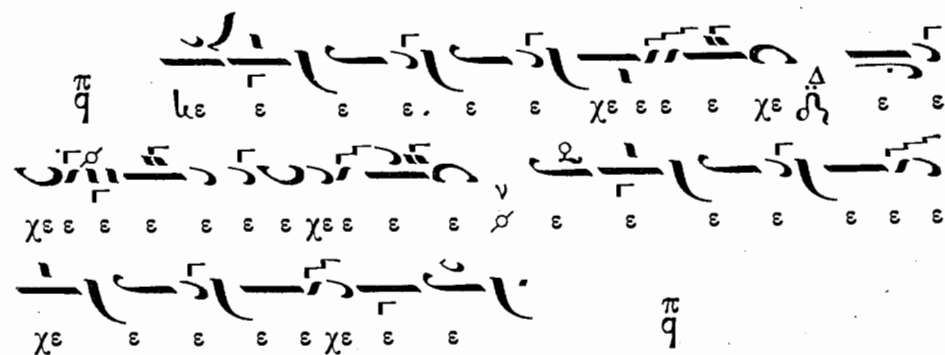 π
q κε ε ε ε. ε ε χε ε ε ε χε Δ ε ε
χε ε ε ε ε ε ε χε ε ε ε ν ε ε ε ε ε ε ε
χε ε ε ε ε χε ε ε π
q